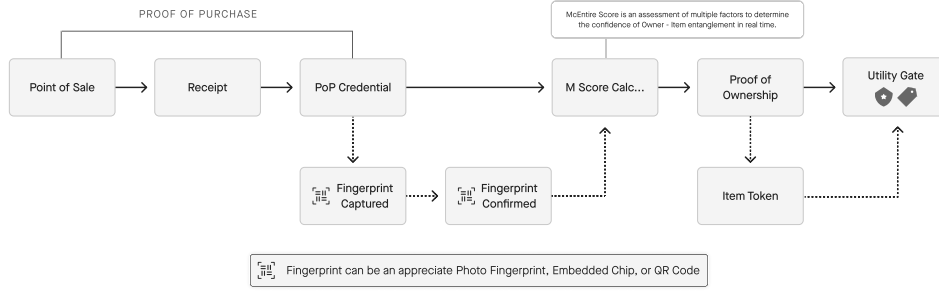 PROOF OF PURCHASE
McEntire Score is an assessment of multiple factors to determine
the confidence of Owner - Item entanglement in real time.
Point of Sale
Receipt
PoP Credential
M Score Calc...
Proof of
Ownership
Utility Gate
Fingerprint
Captured
Fingerprint
Confirmed
Item Token
Fingerprint can be an appreciate Photo Fingerprint, Embedded Chip, or QR Code